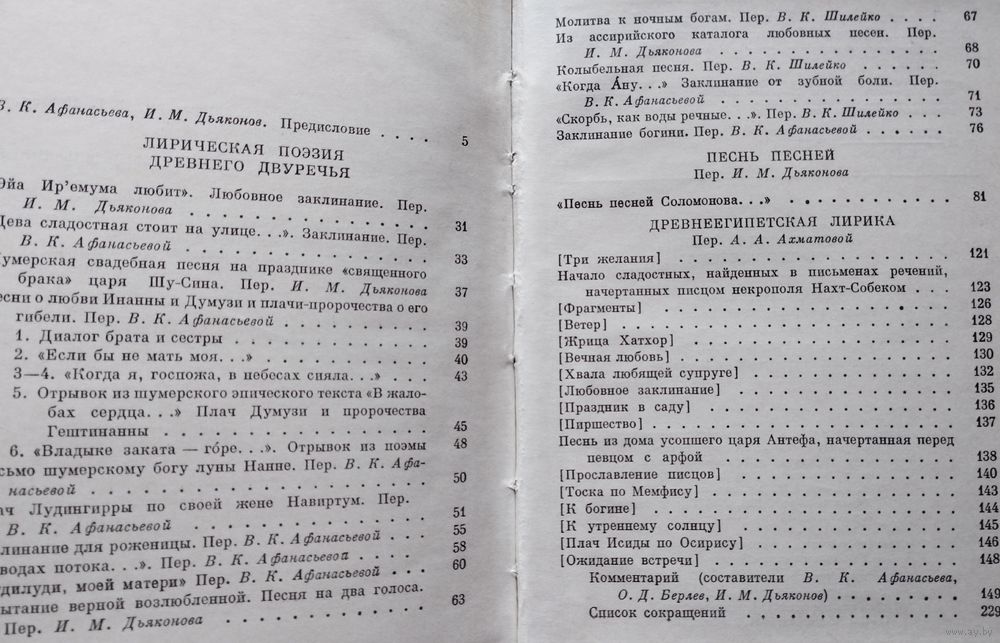 В. К. Афанасьева, И. М. Дьяконов. Предисловие . . . . 5
ЛИРИЧЕСКАЯ ПОЭЗИЯ
ДРЕВНЕГО ДВУРЕЧЬЯ
Эйа Ир’емума любит». Любовное заклинание. Пер.
И. М. Дьяконова . . . . . . . . . . . . . . . 31
Дева сладостная стоит на улице. . .». Заклинание. Пер.
В. К. Афанасьевой . . . . . . . . . . . . . . 33
умерская свадебная песня на празднике «священного
брака» царя Шу-Сина. Пер. И. М. Дьяконова 37
есни о любви Инанны и Думузи и плачи-пророчества о его
гибели. Пер. В. К. Афанасьевой . . . . . . . . 39
1. Диалог брата и сестры . . . . . . . . . . . 39
2. «Если бы не мать моя. . .» . . . . . . . . . 40
3—4. «Когда я, госпожа, в небесах сияла. . .» . . . 43
5. Отрывок из шумерского эпического текста «В жало-
бах сердца. . .» Плач Думузи и пророчества
Гештинанны . . . . . . . . . . . . . . . 45
6. «Владыке заката — го́ре. . .». Отрывок из поэмы 48
сьмо шумерскому богу луны Нанне. Пер. В. К. Афа-
насьевой . . . . . . . . . . . . . . . . . . 50
ач Лудингирры по своей жене Навиртум. Пер.
В. К. Афанасьевой . . . . . . . . . . . . . . 51
линание для роженицы. Пер. В. К. Афанасьевой . . . 55
водах потока. . .». Пер. В. К. Афанасьевой . . . . 58
дилуди, моей матери» Пер. В. К. Афанасьевой . . . 60
ытание верной возлюбленной. Песня на два голоса.
Пер. И. М. Дьяконова . . . . . . . . . . . . 63
Молитва к ночным богам. Пер. В. К. Шилейко . . . . 67
Из ассирийского каталога любовных песен. Пер.
И. М. Дьяконова . . . . . . . . . . . . . . . 68
Колыбельная песня. Пер. В. К. Шилейко . . . . . . . 70
«Когда А́ну. . .» Заклинание от зубной боли. Пер.
В. К. Афанасьевой . . . . . . . . . . . . . . 71
«Скорбь, как воды речные. . .». Пер. В. К. Шилейко . . . 73
Заклинание богини. Пер. В. К. Афанасьевой . . . . . . 76
ПЕСНЬ ПЕСНЕЙ
Пер. И. М. Дьяконова
«Песнь песней Соломонова. . .» . . . . . . . . . . . 81
ДРЕВНЕЕГИПЕТСКАЯ ЛИРИКА
Пер. А. А. Ахматовой
[Три желания] . . . . . . . . . . . . . . . . . . . 121
Начало сладостных, найденных в письменах речений,
начертанных писцом некрополя Нахт-Собеком . . . 123
[Фрагменты] . . . . . . . . . . . . . . . . . . . . 126
[Ветер] . . . . . . . . . . . . . . . . . . . . . . 128
[Жрица Хатхор] . . . . . . . . . . . . . . . . . . 129
[Вечная любовь] . . . . . . . . . . . . . . . . . . 130
[Хвала любящей супруге] . . . . . . . . . . . . . . 132
[Любовное заклинание] . . . . . . . . . . . . . . . 135
[Праздник в саду] . . . . . . . . . . . . . . . . . 136
[Пиршество] . . . . . . . . . . . . . . . . . . . . 137
Песнь из дома усопшего царя Антефа, начертанная перед
певцом с арфой . . . . . . . . . . . . . . . 138
[Прославление писцов] . . . . . . . . . . . . . . . 140
[Тоска по Мемфису] . . . . . . . . . . . . . . . . 143
[К богине] . . . . . . . . . . . . . . . . . . . . 144
[К утреннему солнцу] . . . . . . . . . . . . . . . 145
[Плач Исиды по Осирису] . . . . . . . . . . . . . . 146
[Ожидание встречи] . . . . . . . . . . . . . . . . 148
Комментарий (составители В. К. Афанасьева,
О. Д. Берлев, И. М. Дьяконов) . . . . . . . . . 149
Список сокращений . . . . . . . . . . . . . . 229
www.ay.by